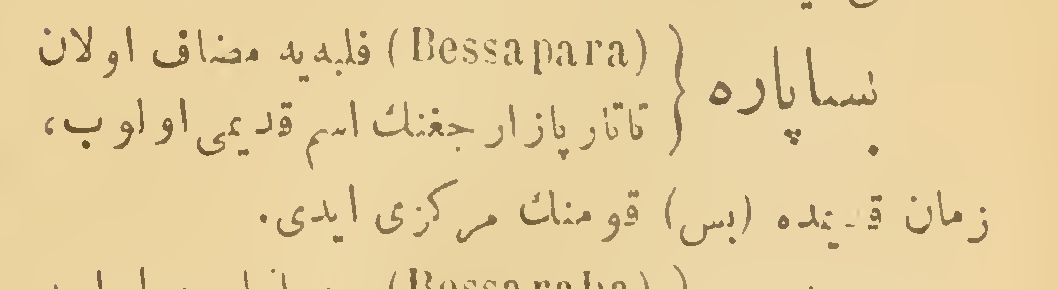 بساپاره { (Bessapara) فلبه‌یه مضاف اولان
تاتار پازارجغنك اسم قدیمی اولوب،
زمان قدیمده (بس) قومنك مركزی ایدی.